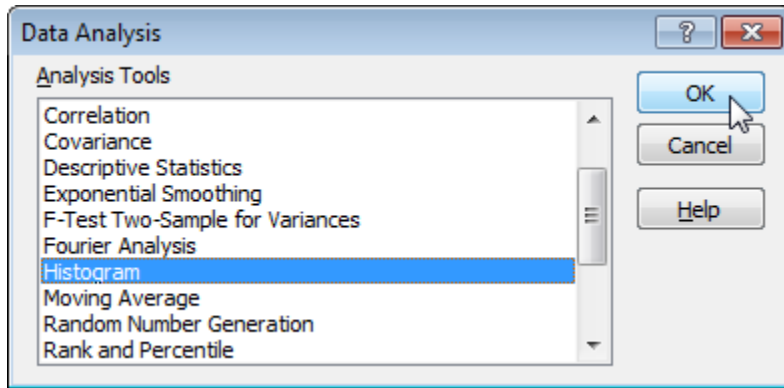 Data Analysis
Analysis Tools
OK
Correlation
Covariance
Cancel
Descriptive Statistics
Exponential Smoothing
F-Test Two-Sample for Variances
Help
Fourier Analysis
Histogram
Moving Average
Random Number Generation
Rank and Percentile